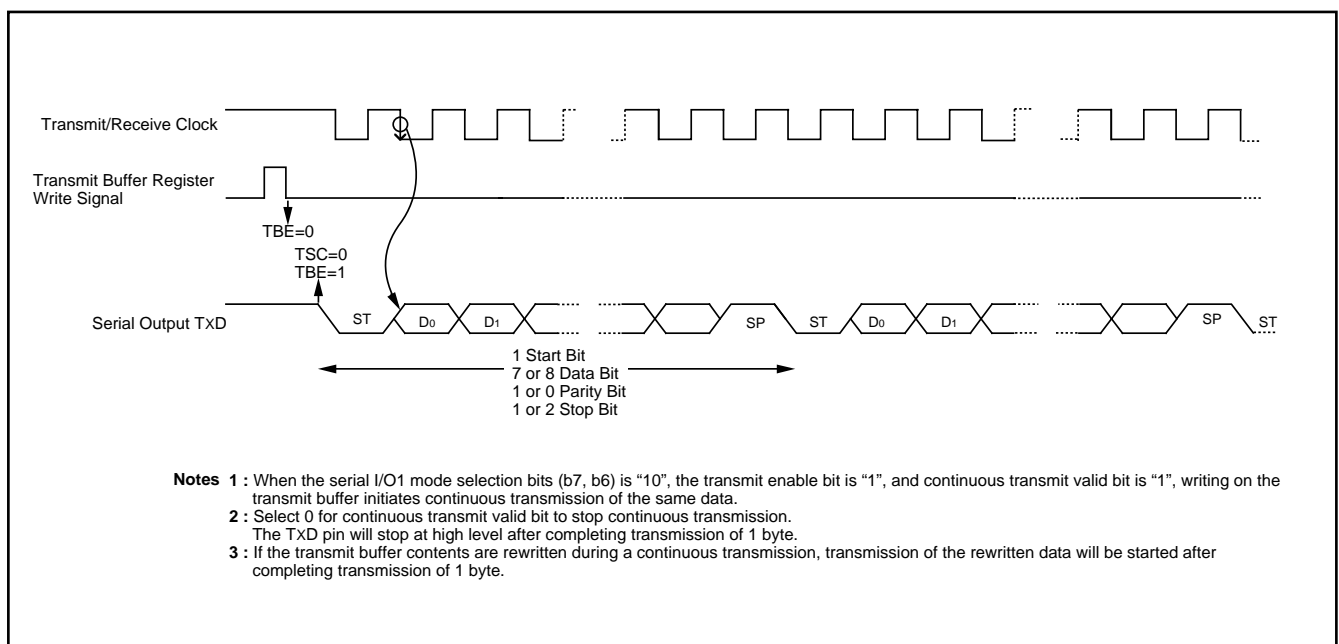 Transmit/Receive Clock
Transmit Buffer Register
Write Signal
TBE=0
TSC=0
TBE=1
Serial Output TXD
ST
D0
D1
SP
ST
D0
D1
SP
ST
1 Start Bit
7 or 8 Data Bit
1 or 0 Parity Bit
1 or 2 Stop Bit
Notes 1 : When the serial I/O1 mode selection bits (b7, b6) is “10”, the transmit enable bit is “1”, and continuous transmit valid bit is “1”, writing on the
transmit buffer initiates continuous transmission of the same data.
2 : Select 0 for continuous transmit valid bit to stop continuous transmission.
The TXD pin will stop at high level after completing transmission of 1 byte.
3 : If the transmit buffer contents are rewritten during a continuous transmission, transmission of the rewritten data will be started after
completing transmission of 1 byte.